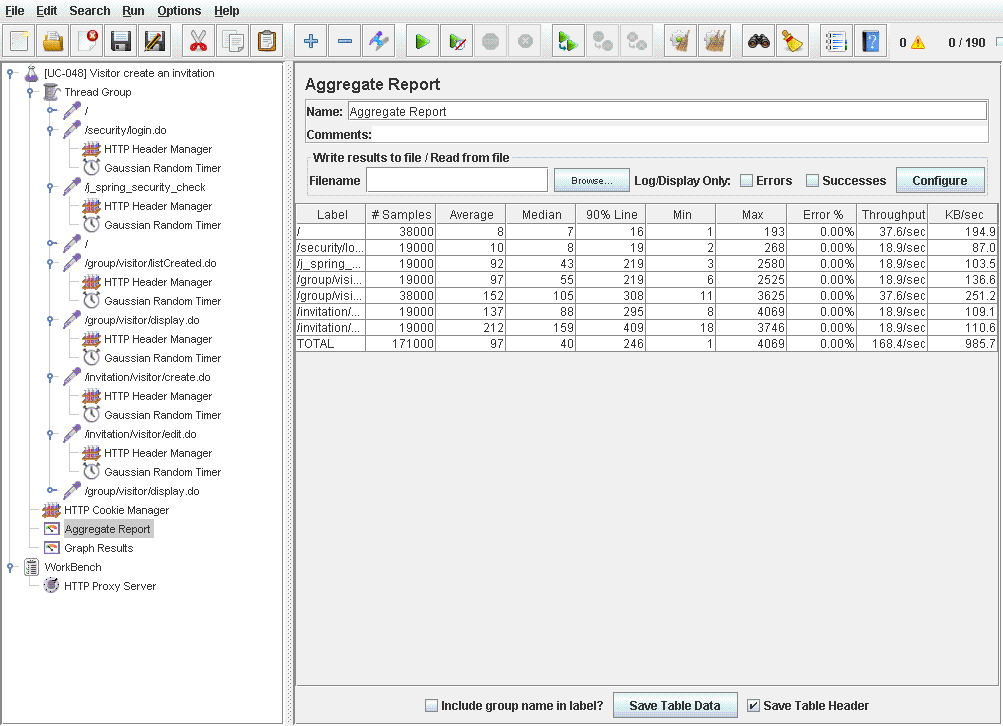 File Edit Search Run Options Help
0 0 / 190
[UC-048] Visitor create an invitation
Thread Group
/
/security/login.do
HTTP Header Manager
Gaussian Random Timer
/j_spring_security_check
HTTP Header Manager
Gaussian Random Timer
/
/group/visitor/listCreated.do
HTTP Header Manager
Gaussian Random Timer
/group/visitor/display.do
HTTP Header Manager
Gaussian Random Timer
/invitation/visitor/create.do
HTTP Header Manager
Gaussian Random Timer
/invitation/visitor/edit.do
HTTP Header Manager
Gaussian Random Timer
/group/visitor/display.do
HTTP Cookie Manager
Aggregate Report
Graph Results
WorkBench
HTTP Proxy Server
Aggregate Report
Name: Aggregate Report
Comments:
Write results to file / Read from file
Filename Browse... Log/Display Only: Errors Successes Configure
Label # Samples Average Median 90% Line Min Max Error % Throughput KB/sec
/ 38000 8 7 16 1 193 0.00% 37.6/sec 194.9
/security/lo... 19000 10 8 19 2 268 0.00% 18.9/sec 87.0
/j_spring_... 19000 92 43 219 3 2580 0.00% 18.9/sec 103.5
/group/visi... 19000 97 55 219 6 2525 0.00% 18.9/sec 136.6
/group/visi... 38000 152 105 308 11 3625 0.00% 37.6/sec 251.2
/invitation/... 19000 137 88 295 8 4069 0.00% 18.9/sec 109.1
/invitation/... 19000 212 159 409 18 3746 0.00% 18.9/sec 110.6
TOTAL 171000 97 40 246 1 4069 0.00% 168.4/sec 985.7
Include group name in label? Save Table Data Save Table Header